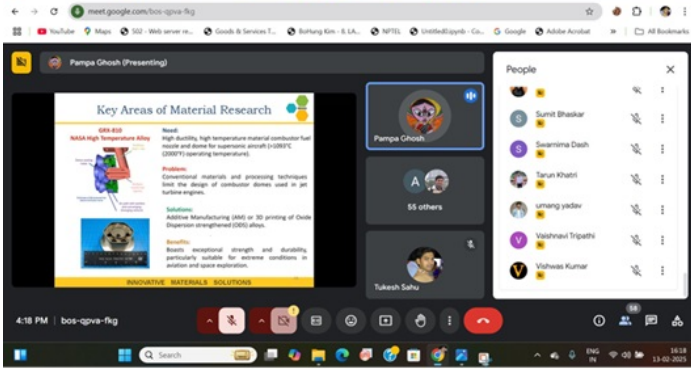 meet.google.com/bos-qpva-fkg
YouTube Maps 502 - Web server re... Goods & Services T... BoHung Kim - IL LA... NPTEL Untitled0.ipynb - Co... Google Adobe Acrobat » All Bookmarks
Pampa Ghosh (Presenting)
Key Areas of Material Research
GRX-810
NASA High Temperature Alloy
Need:
High ductility, high temperature material combustor fuel
nozzle and dome for supersonic aircraft (>1093°C
(2000°F) operating temperature).
Problem:
Conventional materials and processing techniques
limit the design of combustor domes used in jet
turbine engines.
Solutions:
Additive Manufacturing (AM) or 3D printing of Oxide
Dispersion strengthened (ODS) alloys.
Benefits:
Boasts exceptional strength and durability,
particularly suitable for extreme conditions in
aviation and space exploration.
INNOVATIVE MATERIALS SOLUTIONS
Pampa Ghosh
A
55 others
Tukesh Sahu
People
S Sumit Bhaskar
S Swarnima Dash
Tarun Khatri
umang yadav
V Vaishnavi Tripathi
V Vishwas Kumar
4:18 PM | bos-qpva-fkg
58
Search
ENG
IN
16:18
13-02-2025